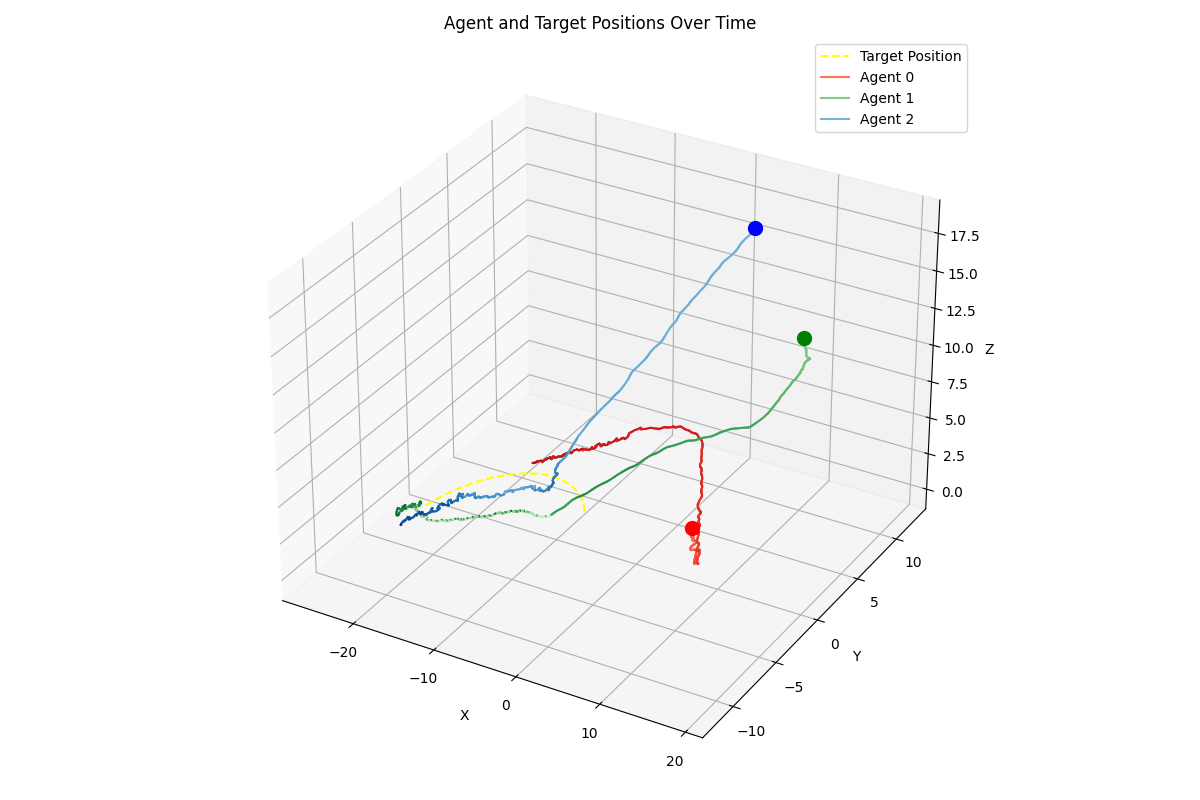 Agent and Target Positions Over Time
Target Position
Agent 0
Agent 1
Agent 2
17.5
15.0
12.5
10.0
Z
7.5
5.0
2.5
0.0
10
5
0
Y
−5
−10
−20
−10
X
0
10
20